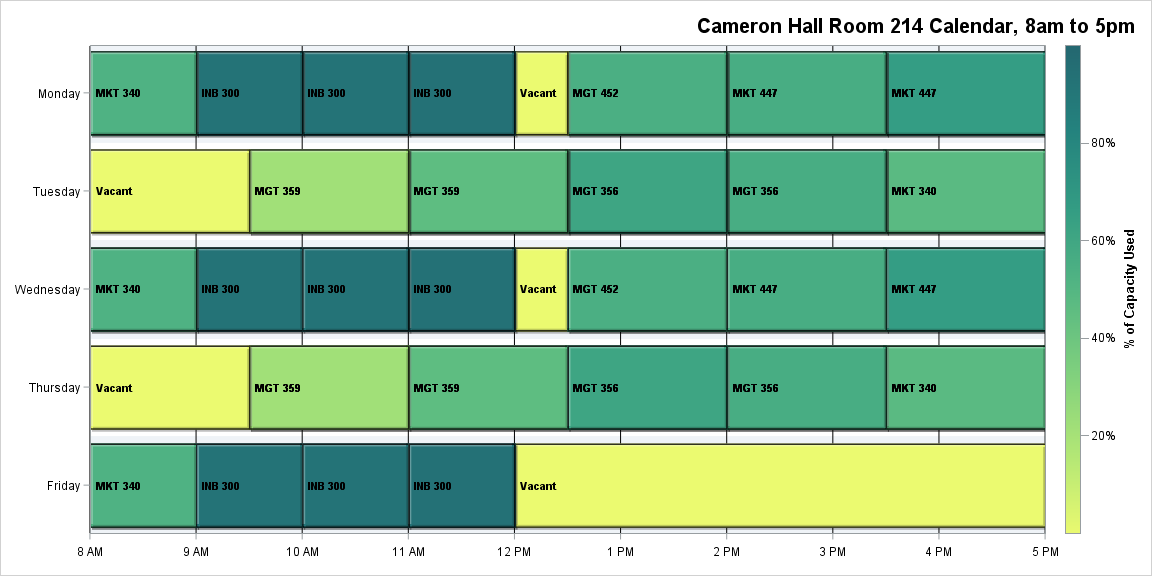 Cameron Hall Room 214 Calendar, 8am to 5pm
Monday MKT 340 INB 300 INB 300 INB 300 Vacant MGT 452 MKT 447 MKT 447
Tuesday Vacant MGT 359 MGT 359 MGT 356 MGT 356 MKT 340
Wednesday MKT 340 INB 300 INB 300 INB 300 Vacant MGT 452 MKT 447 MKT 447
Thursday Vacant MGT 359 MGT 359 MGT 356 MGT 356 MKT 340
Friday MKT 340 INB 300 INB 300 INB 300 Vacant
8 AM 9 AM 10 AM 11 AM 12 PM 1 PM 2 PM 3 PM 4 PM 5 PM
80%
60%
40%
20%
% of Capacity Used